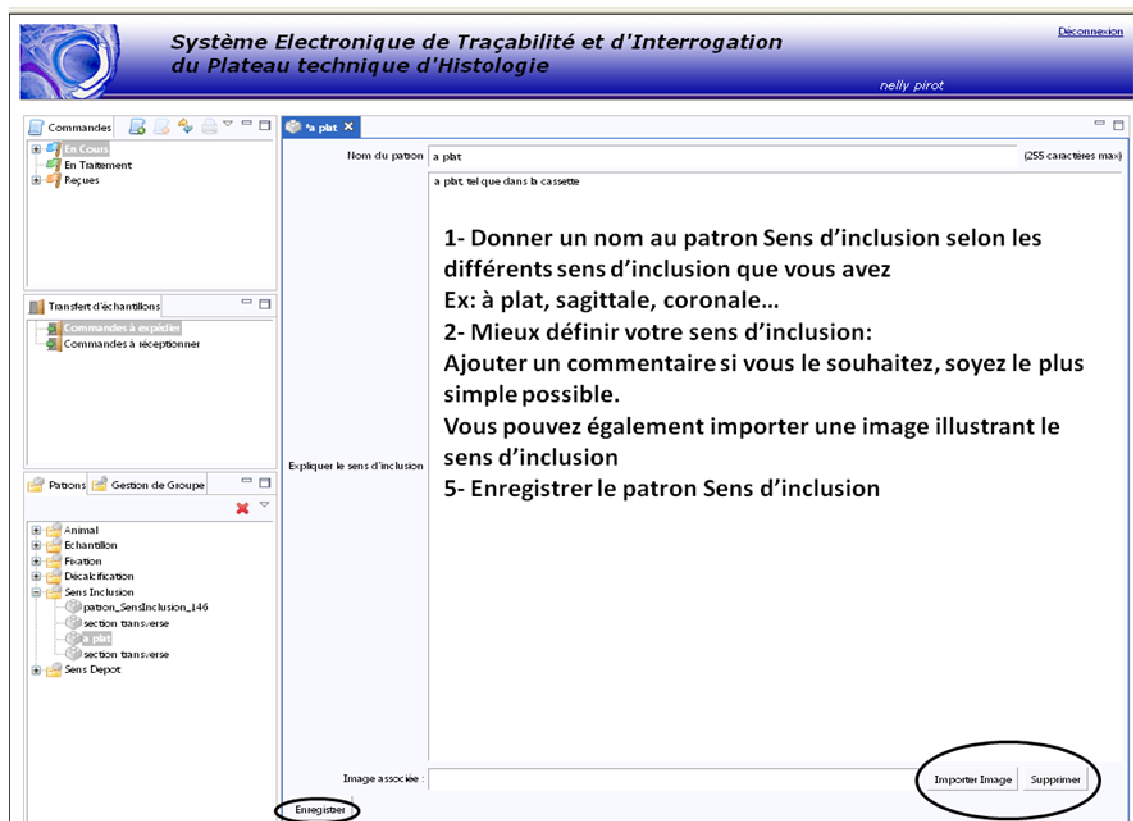 Système Electronique de Traçabilité et d'Interrogation
du Plateau technique d'Histologie
Déconnexion
nelly pirot
Commandes
En Cours
En Traitement
Reçues
Transfert d'échantillons
Commandes à expédier
Commandes à réceptionner
Patrons
Gestion de Groupe
Animal
Echantillon
Fixation
Décalcification
Sens Inclusion
patron_SensInclusion_146
section transverse
a plat
section transverse
Sens Depot
*a plat
Nom du patron
a plat
(255 caractères max)
a plat, tel que dans la cassette
1- Donner un nom au patron Sens d'inclusion selon les
différents sens d'inclusion que vous avez
Ex: à plat, sagittale, coronale...
2- Mieux définir votre sens d'inclusion:
Ajouter un commentaire si vous le souhaitez, soyez le plus
simple possible.
Vous pouvez également importer une image illustrant le
sens d'inclusion
5- Enregistrer le patron Sens d'inclusion
Expliquer le sens d'inclusion
Image associée :
Importer Image
Supprimer
Enregistrer